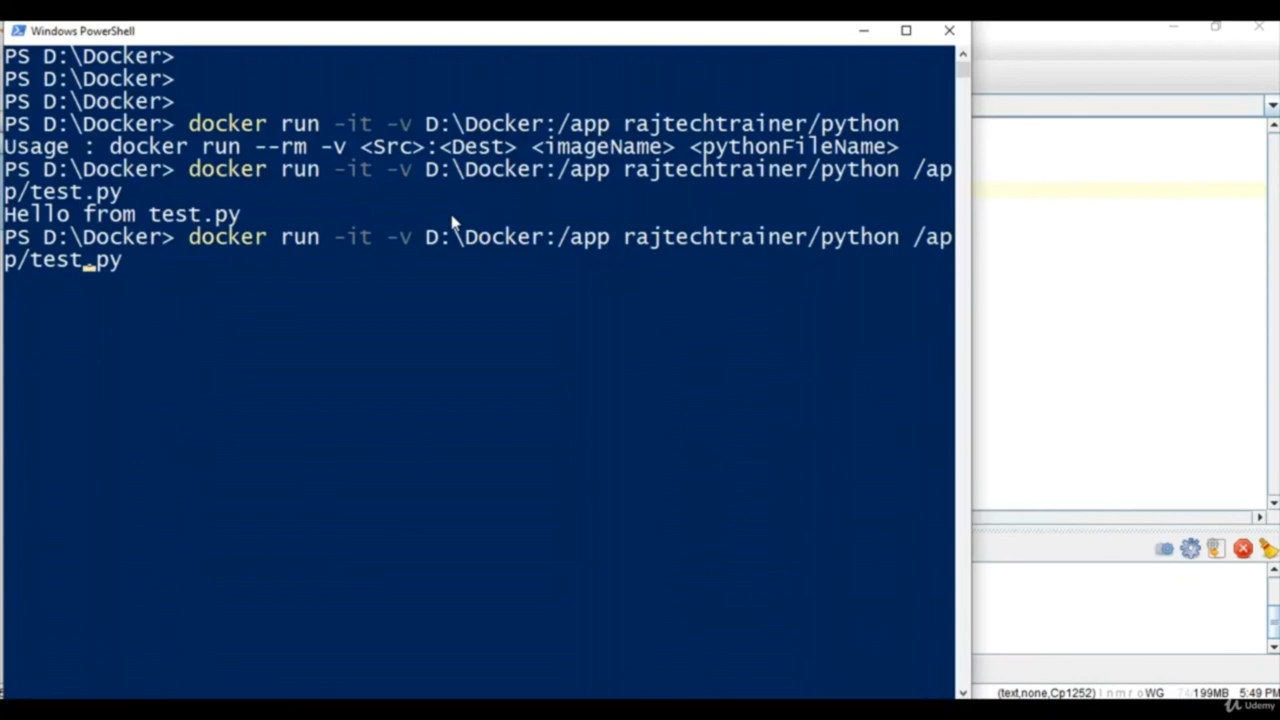 Windows PowerShell
PS D:\Docker>
PS D:\Docker>
PS D:\Docker>
PS D:\Docker> docker run -it -v D:\Docker:/app rajtechtrainer/python
Usage : docker run --rm -v <Src>:<Dest> <imageName> <pythonFileName>
PS D:\Docker> docker run -it -v D:\Docker:/app rajtechtrainer/python /ap
p/test.py
Hello from test.py
PS D:\Docker> docker run -it -v D:\Docker:/app rajtechtrainer/python /ap
p/test.py
(text,none,Cp1252) l n m r o WG 74/199MB 5:49 PM
Udemy